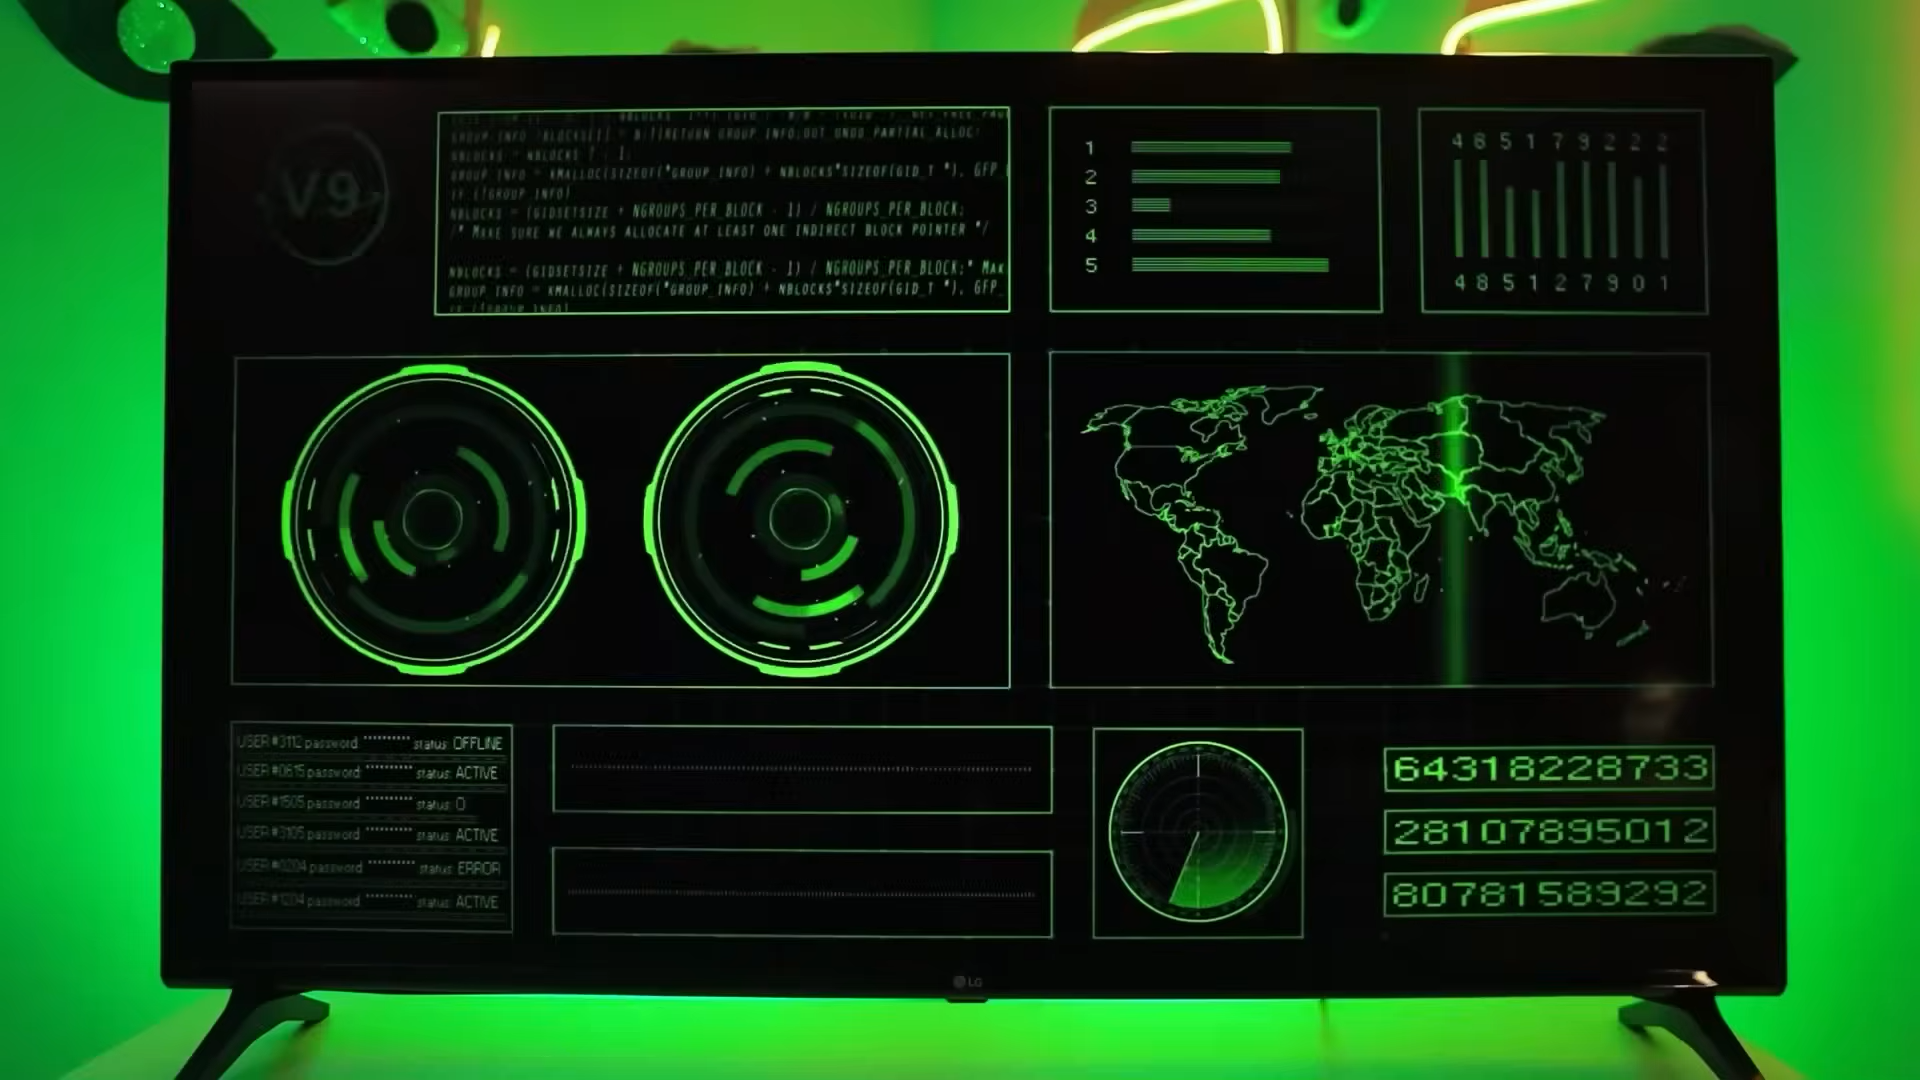 V9
GROUP_INFO->BLOCKS[I] = B;}RETURN GROUP_INFO;OUT_UNDO_PARTIAL_ALLOC:
NBLOCKS = NBLOCKS ? : 1;
GROUP_INFO = KMALLOC(SIZEOF(*GROUP_INFO) + NBLOCKS*SIZEOF(GID_T *), GFP_
IF (!GROUP_INFO)
NBLOCKS = (GIDSETSIZE + NGROUPS_PER_BLOCK - 1) / NGROUPS_PER_BLOCK;
/* MAKE SURE WE ALWAYS ALLOCATE AT LEAST ONE INDIRECT BLOCK POINTER */
NBLOCKS = (GIDSETSIZE + NGROUPS_PER_BLOCK - 1) / NGROUPS_PER_BLOCK;* MAK
GROUP_INFO = KMALLOC(SIZEOF(*GROUP_INFO) + NBLOCKS*SIZEOF(GID_T *), GFP_
1
2
3
4
5
4 8 5 1 7 9 2 2 2
4 8 5 1 2 7 9 0 1
USER #3112 password ********* status: OFFLINE
USER #0615 password ********* status: ACTIVE
USER #1505 password ********* status: O
USER #3105 password ********* status: ACTIVE
USER #0204 password ********* status: ERROR
USER #1204 password ********* status: ACTIVE
64318228733
28107895012
80781589292
LG